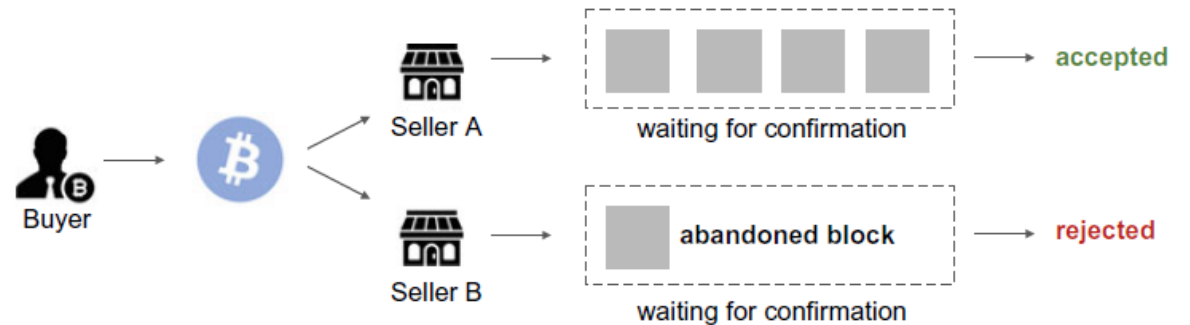 Buyer
Seller A
waiting for confirmation
accepted
Seller B
abandoned block
waiting for confirmation
rejected